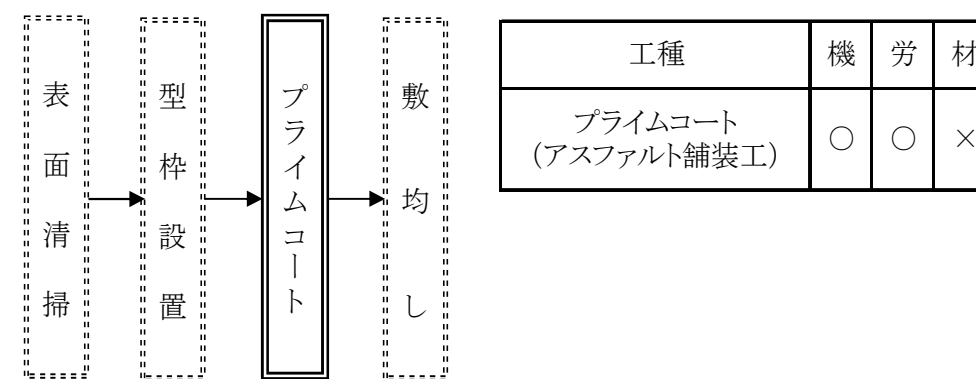 表面清掃
型枠設置
プライムコート
敷均し
工種 機 労 材
プライムコート
(アスファルト舗装工)
○ ○ ×